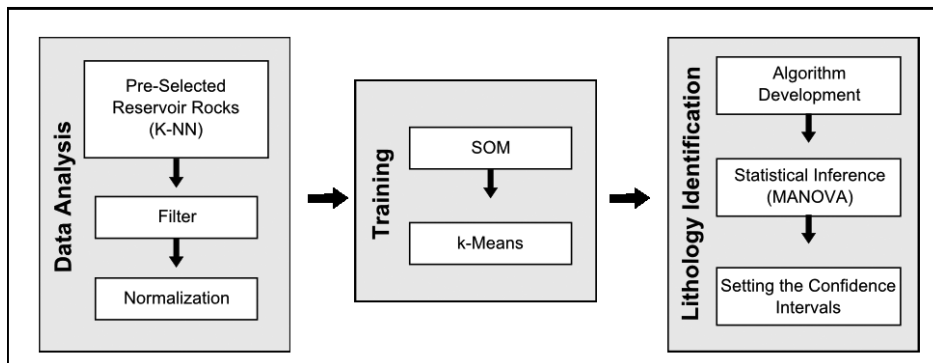 Data Analysis
Pre-Selected
Reservoir Rocks
(K-NN)
Filter
Normalization
Training
SOM
k-Means
Lithology Identification
Algorithm
Development
Statistical Inference
(MANOVA)
Setting the Confidence
Intervals